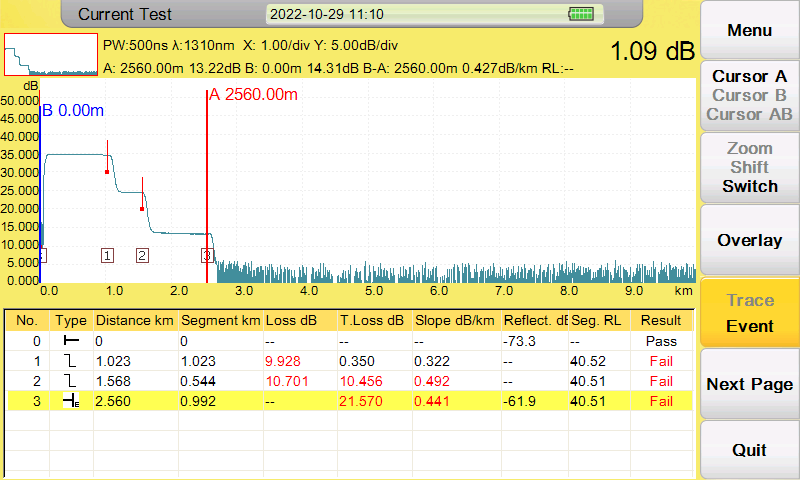 Current Test
2022-10-29 11:10
PW:500ns λ:1310nm X: 1.00/div Y: 5.00dB/div
1.09 dB
A: 2560.00m 13.22dB B: 0.00m 14.31dB B-A: 2560.00m 0.427dB/km RL:--
dB
50.000
45.000
40.000
35.000
30.000
25.000
20.000
15.000
10.000
5.000
0.000
B 0.00m
A 2560.00m
1
2
3
0.0 1.0 2.0 3.0 4.0 5.0 6.0 7.0 8.0 9.0 km
No. Type Distance km Segment km Loss dB T.Loss dB Slope dB/km Reflect. dB Seg. RL Result
0 0 0 -- -- -- -73.3 Pass
1 1.023 1.023 9.928 0.350 0.322 -- 40.52 Fail
2 1.568 0.544 10.701 10.456 0.492 -- 40.51 Fail
3 E 2.560 0.992 -- 21.570 0.441 -61.9 40.51 Fail
Menu
Cursor A
Cursor B
Cursor AB
Zoom
Shift
Switch
Overlay
Trace
Event
Next Page
Quit